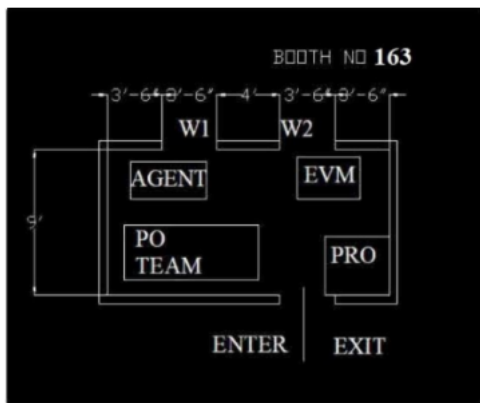 BOOTH NO 163
3'-6" 3'-6" 4' 3'-6" 3'-6"
W1 W2
AGENT EVM
9'
PO
TEAM
PRO
ENTER EXIT